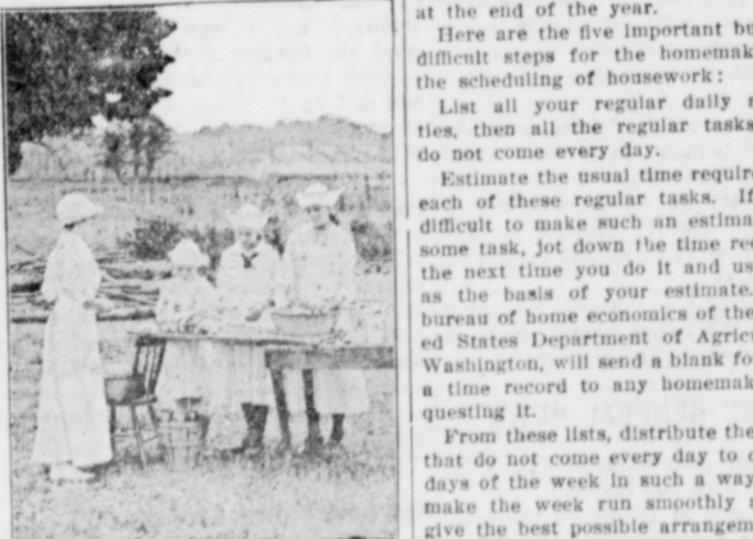 at the end of the year.
Here are the five important bu
difficult steps for the homemak
the scheduling of housework:
List all your regular daily
ties, then all the regular tasks
do not come every day.
Estimate the usual time require
each of these regular tasks. If
difficult to make such an estima
some task, jot down the time re
the next time you do it and us
as the basis of your estimate.
bureau of home economics of the
ed States Department of Agric
Washington, will send a blank fo
a time record to any homemak
questing it.
From these lists, distribute the
that do not come every day to
days of the week in such a way
make the week run smoothly
give the best possible arrangem